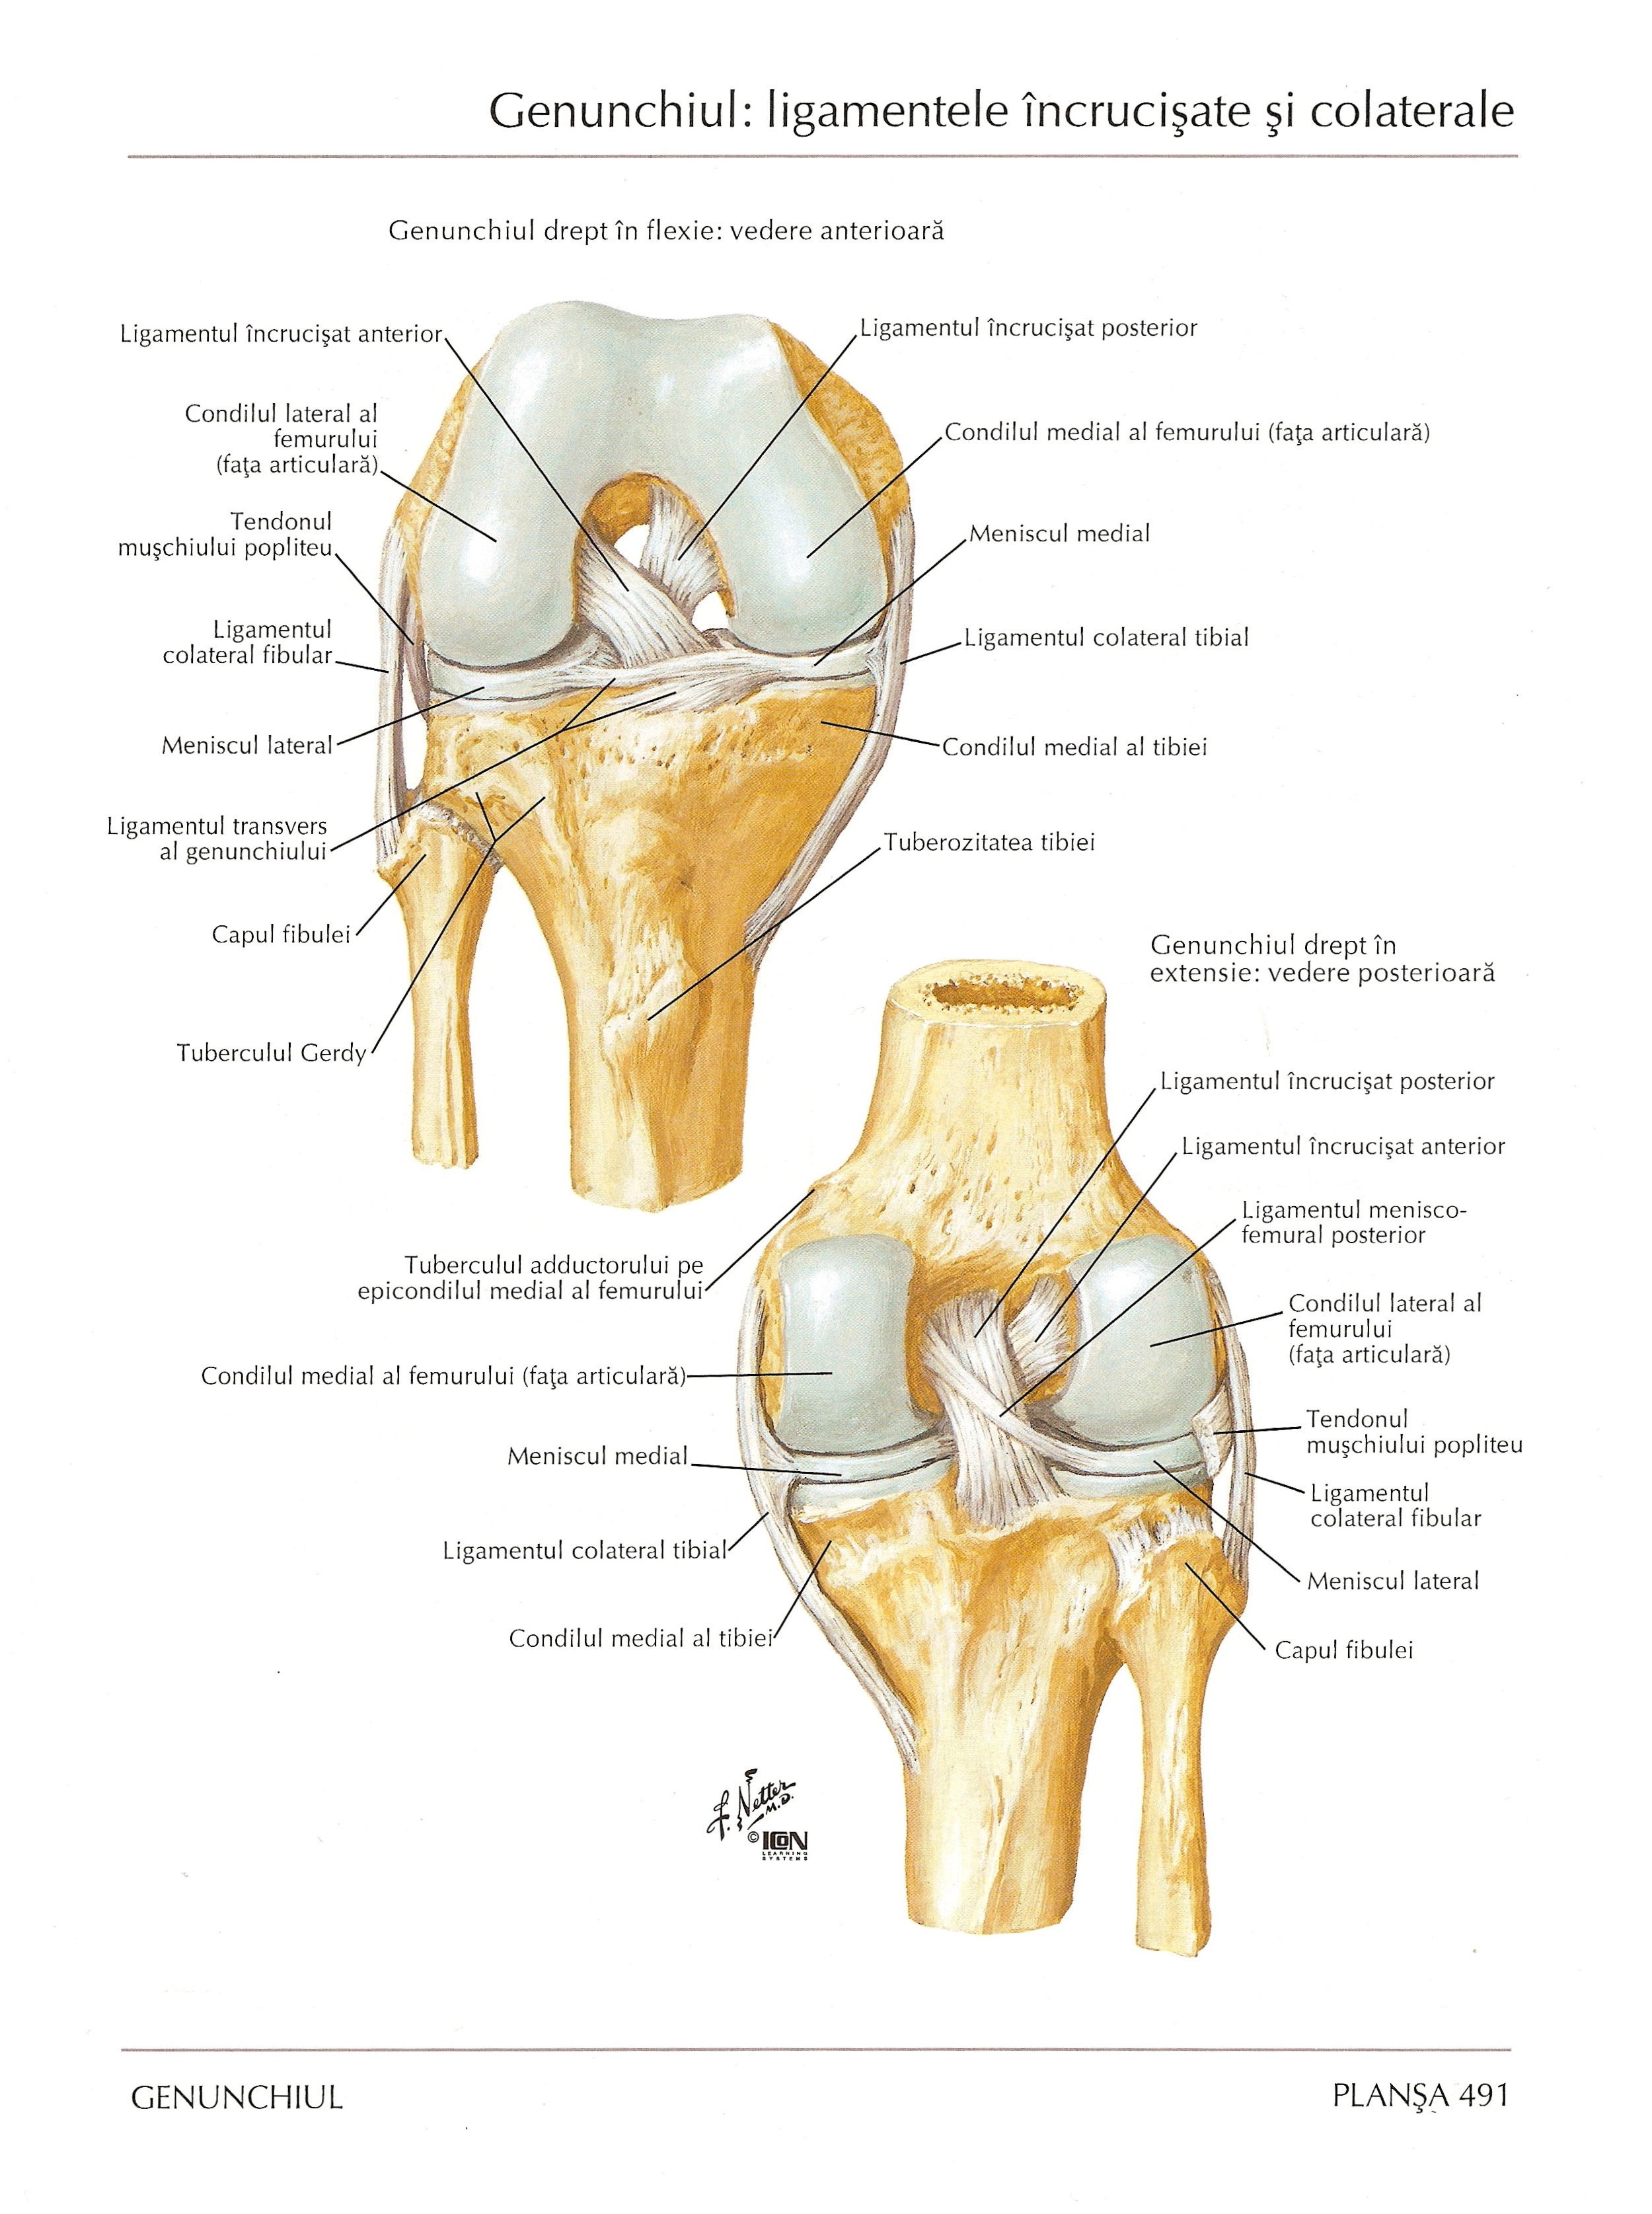 Genunchiul: ligamentele încrucişate şi colaterale
Genunchiul drept în flexie: vedere anterioară
Ligamentul încrucişat anterior
Condilul lateral al
femurului
(faţa articulară)
Tendonul
muşchiului popliteu
Ligamentul
colateral fibular
Meniscul lateral
Ligamentul transvers
al genunchiului
Capul fibulei
Tuberculul Gerdy
Ligamentul încrucişat posterior
Condilul medial al femurului (faţa articulară)
Meniscul medial
Ligamentul colateral tibial
Condilul medial al tibiei
Tuberozitatea tibiei
Genunchiul drept în
extensie: vedere posterioară
Tuberculul adductorului pe
epicondilul medial al femurului
Condilul medial al femurului (faţa articulară)
Meniscul medial
Ligamentul colateral tibial
Condilul medial al tibiei
Ligamentul încrucişat posterior
Ligamentul încrucişat anterior
Ligamentul menisco-
femural posterior
Condilul lateral al
femurului
(faţa articulară)
Tendonul
muşchiului popliteu
Ligamentul
colateral fibular
Meniscul lateral
Capul fibulei
F. Netter
M.D.
© ICON
LEARNING
SYSTEMS
GENUNCHIUL
PLANŞA 491